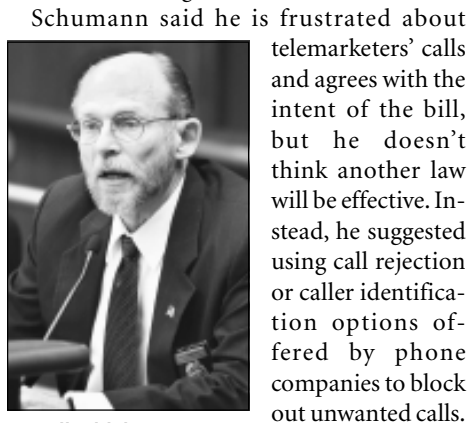 Schumann said he is frustrated about
telemarketers’ calls
and agrees with the
intent of the bill,
but he doesn’t
think another law
will be effective. In-
stead, he suggested
using call rejection
or caller identifica-
tion options of-
fered by phone
companies to block
out unwanted calls.